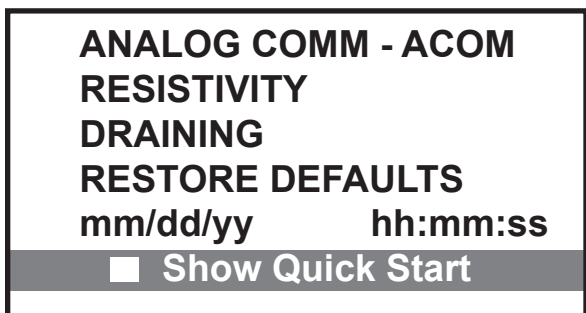 ANALOG COMM - ACOM
RESISTIVITY
DRAINING
RESTORE DEFAULTS
mm/dd/yy hh:mm:ss
Show Quick Start